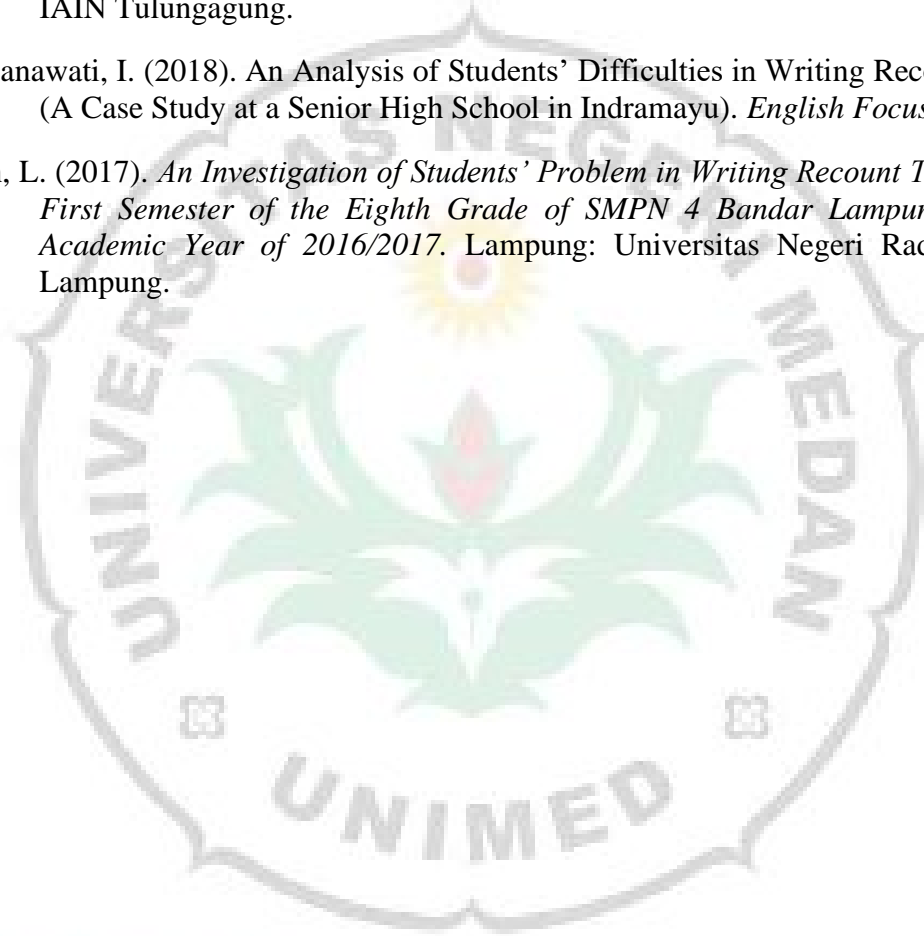 IAIN Tulungagung.
anawati, I. (2018). An Analysis of Students’ Difficulties in Writing Rec
(A Case Study at a Senior High School in Indramayu). English Focus
, L. (2017). An Investigation of Students’ Problem in Writing Recount T
First Semester of the Eighth Grade of SMPN 4 Bandar Lampu
Academic Year of 2016/2017. Lampung: Universitas Negeri Rad
Lampung.
UNIVERSITAS NEGERI MEDAN
UNIMED